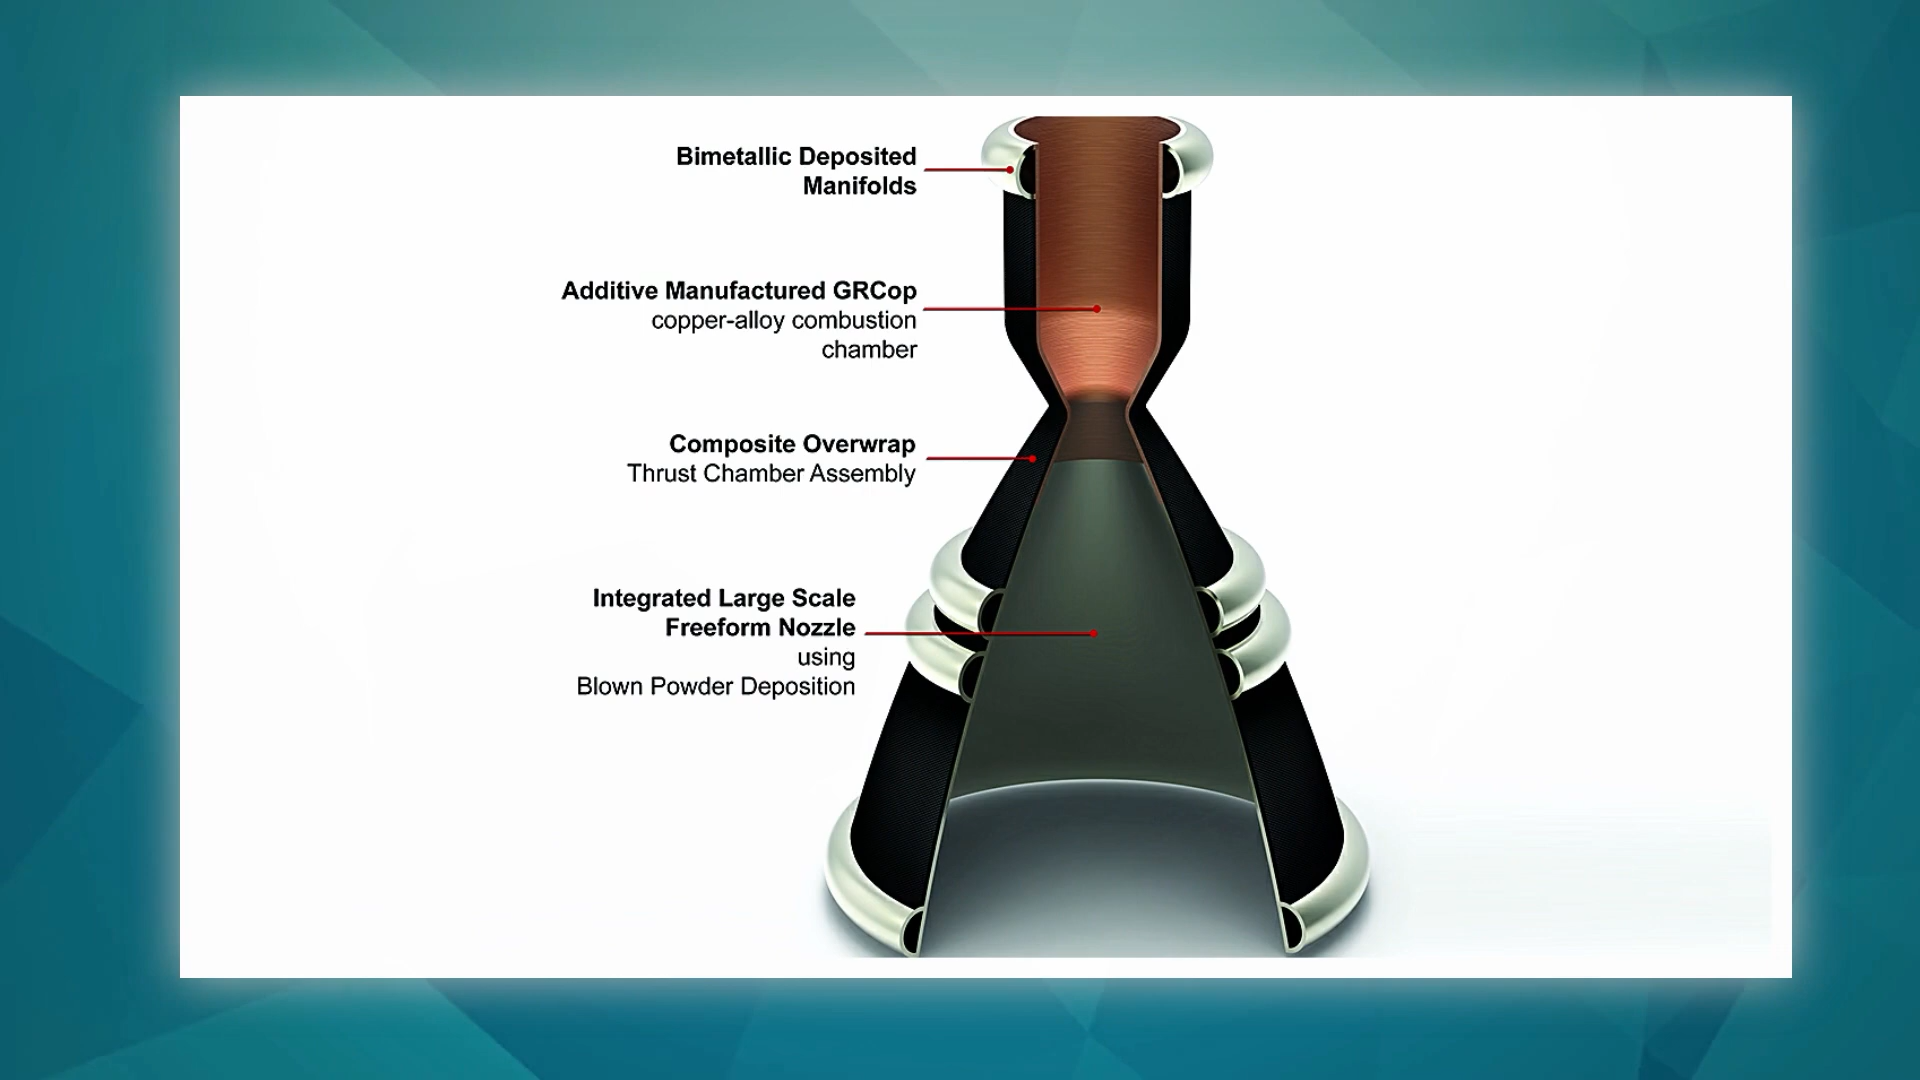 Bimetallic Deposited
Manifolds
Additive Manufactured GRCop
copper-alloy combustion
chamber
Composite Overwrap
Thrust Chamber Assembly
Integrated Large Scale
Freeform Nozzle
using
Blown Powder Deposition